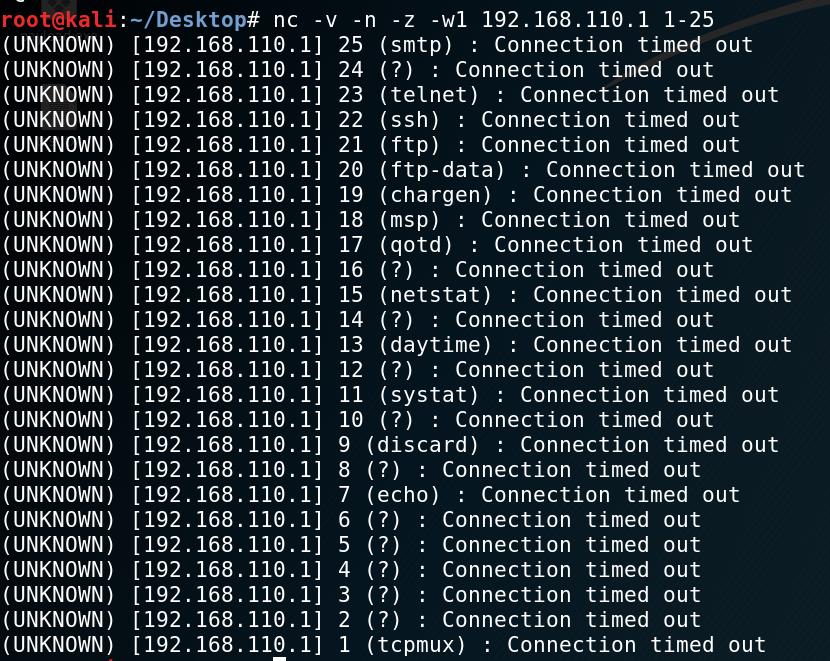 root@kali:~/Desktop# nc -v -n -z -w1 192.168.110.1 1-25
(UNKNOWN) [192.168.110.1] 25 (smtp) : Connection timed out
(UNKNOWN) [192.168.110.1] 24 (?) : Connection timed out
(UNKNOWN) [192.168.110.1] 23 (telnet) : Connection timed out
(UNKNOWN) [192.168.110.1] 22 (ssh) : Connection timed out
(UNKNOWN) [192.168.110.1] 21 (ftp) : Connection timed out
(UNKNOWN) [192.168.110.1] 20 (ftp-data) : Connection timed out
(UNKNOWN) [192.168.110.1] 19 (chargen) : Connection timed out
(UNKNOWN) [192.168.110.1] 18 (msp) : Connection timed out
(UNKNOWN) [192.168.110.1] 17 (qotd) : Connection timed out
(UNKNOWN) [192.168.110.1] 16 (?) : Connection timed out
(UNKNOWN) [192.168.110.1] 15 (netstat) : Connection timed out
(UNKNOWN) [192.168.110.1] 14 (?) : Connection timed out
(UNKNOWN) [192.168.110.1] 13 (daytime) : Connection timed out
(UNKNOWN) [192.168.110.1] 12 (?) : Connection timed out
(UNKNOWN) [192.168.110.1] 11 (systat) : Connection timed out
(UNKNOWN) [192.168.110.1] 10 (?) : Connection timed out
(UNKNOWN) [192.168.110.1] 9 (discard) : Connection timed out
(UNKNOWN) [192.168.110.1] 8 (?) : Connection timed out
(UNKNOWN) [192.168.110.1] 7 (echo) : Connection timed out
(UNKNOWN) [192.168.110.1] 6 (?) : Connection timed out
(UNKNOWN) [192.168.110.1] 5 (?) : Connection timed out
(UNKNOWN) [192.168.110.1] 4 (?) : Connection timed out
(UNKNOWN) [192.168.110.1] 3 (?) : Connection timed out
(UNKNOWN) [192.168.110.1] 2 (?) : Connection timed out
(UNKNOWN) [192.168.110.1] 1 (tcpmux) : Connection timed out